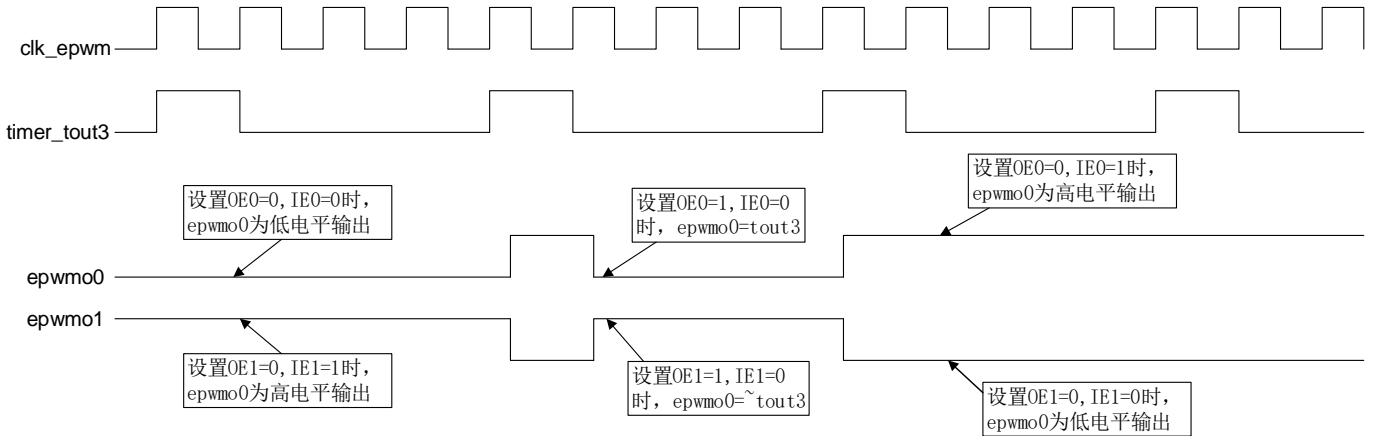 clk_epwm
timer_tout3
设置OE0=0,IE0=0时，
epwmo0为低电平输出
设置OE0=1,IE0=0
时，epwmo0=tout3
设置OE0=0,IE0=1时，
epwmo0为高电平输出
epwmo0
epwmo1
设置OE1=0,IE1=1时，
epwmo0为高电平输出
设置OE1=1,IE1=0
时，epwmo0=~tout3
设置OE1=0,IE1=0时，
epwmo0为低电平输出